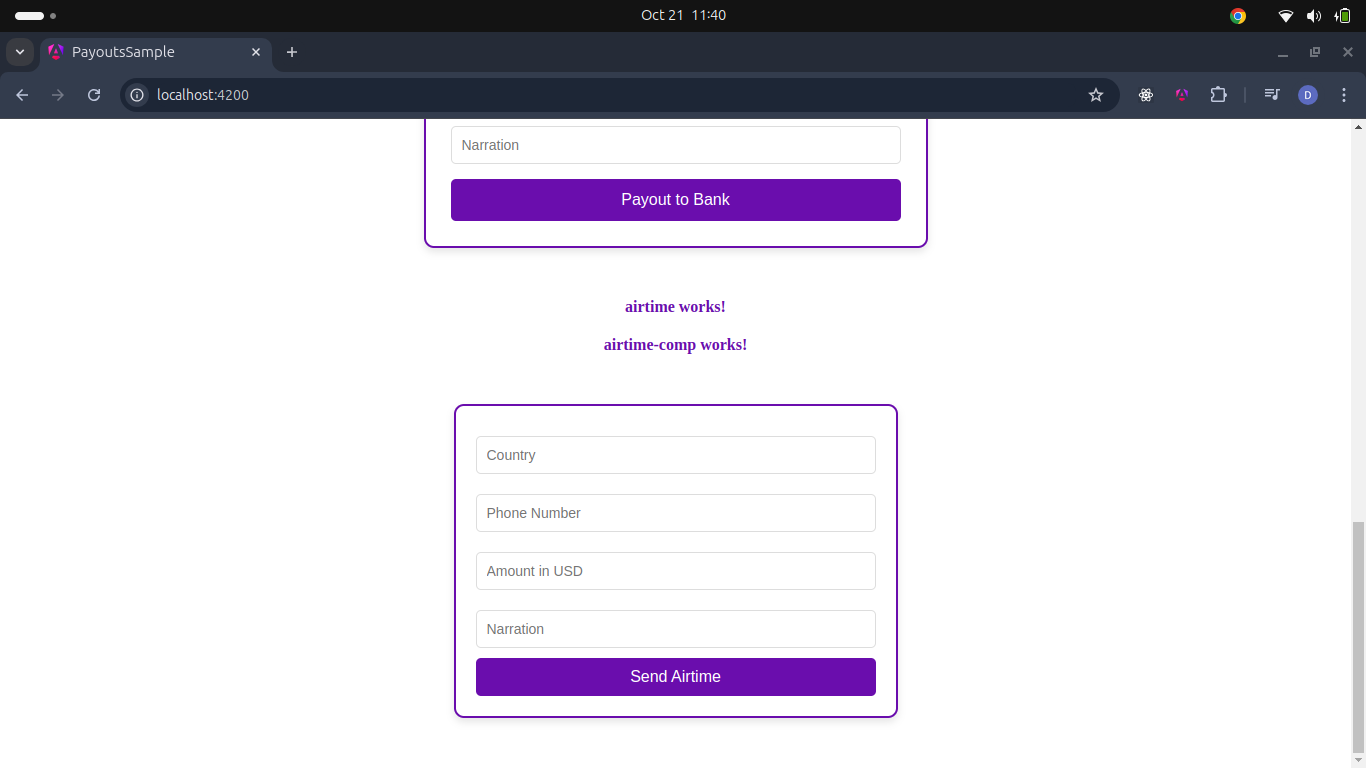 Oct 21 11:40
PayoutsSample
localhost:4200
D
Narration
Payout to Bank
airtime works!
airtime-comp works!
Country
Phone Number
Amount in USD
Narration
Send Airtime